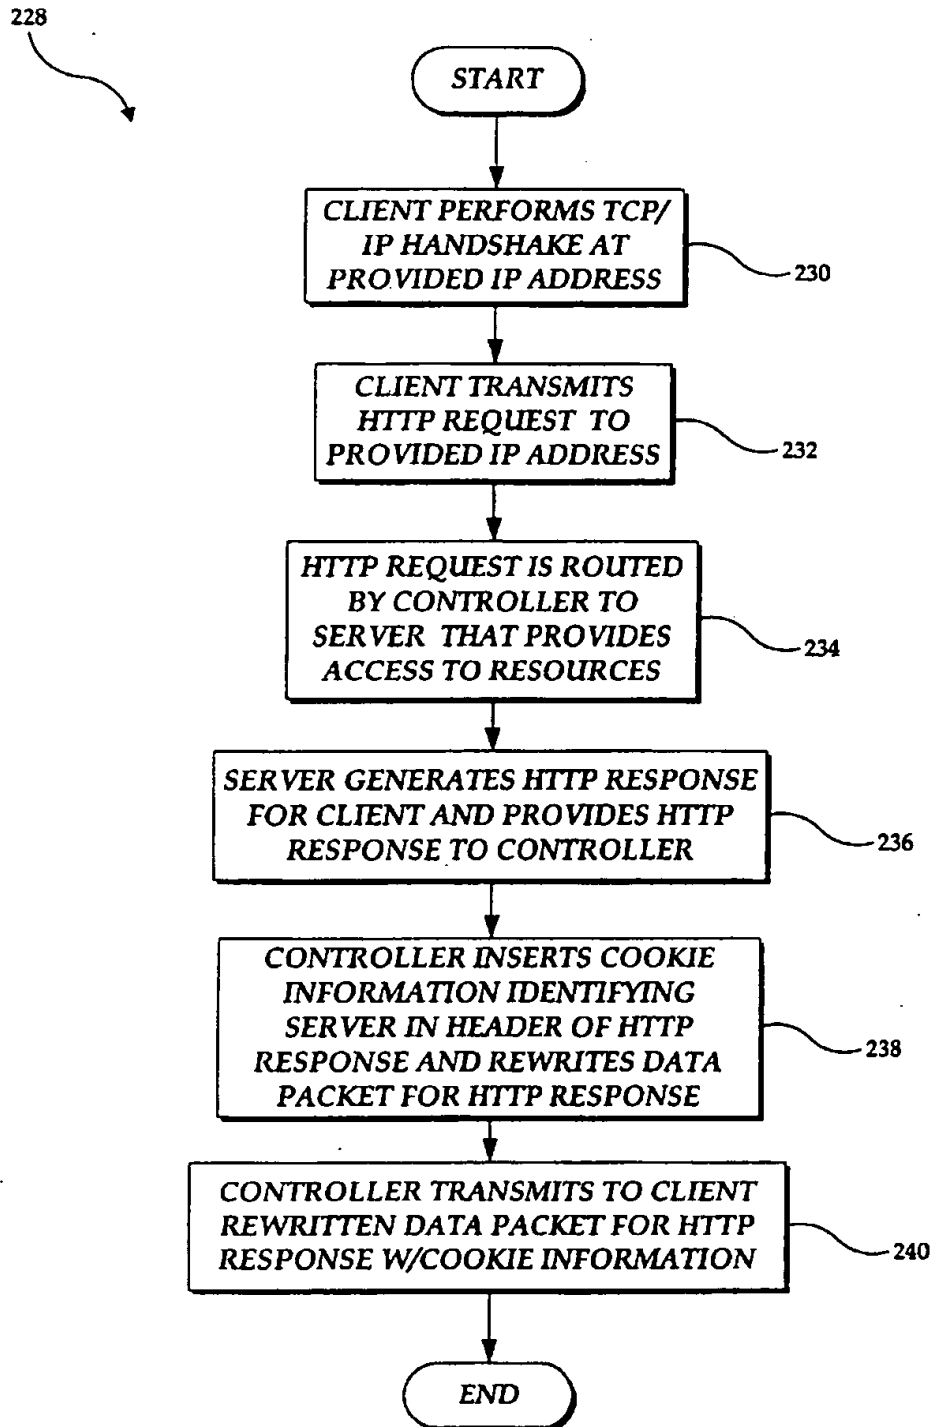 228
START
CLIENT PERFORMS TCP/
IP HANDSHAKE AT
PROVIDED IP ADDRESS
230
CLIENT TRANSMITS
HTTP REQUEST TO
PROVIDED IP ADDRESS
232
HTTP REQUEST IS ROUTED
BY CONTROLLER TO
SERVER THAT PROVIDES
ACCESS TO RESOURCES
234
SERVER GENERATES HTTP RESPONSE
FOR CLIENT AND PROVIDES HTTP
RESPONSE TO CONTROLLER
236
CONTROLLER INSERTS COOKIE
INFORMATION IDENTIFYING
SERVER IN HEADER OF HTTP
RESPONSE AND REWRITES DATA
PACKET FOR HTTP RESPONSE
238
CONTROLLER TRANSMITS TO CLIENT
REWRITTEN DATA PACKET FOR HTTP
RESPONSE W/COOKIE INFORMATION
240
END